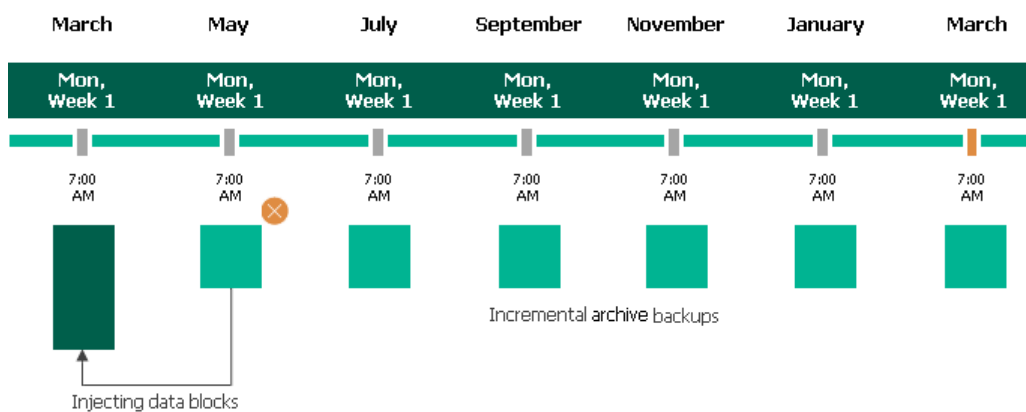 March May July September November January March
Mon, Mon, Mon, Mon, Mon, Mon, Mon,
Week 1 Week 1 Week 1 Week 1 Week 1 Week 1 Week 1
7:00 7:00 7:00 7:00 7:00 7:00 7:00
AM AM AM AM AM AM AM
Incremental archive backups
Injecting data blocks